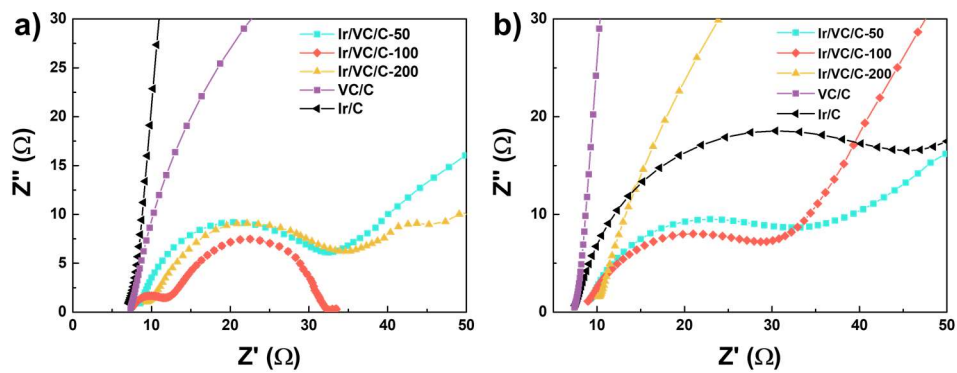 a)
30
25
20
15
10
5
0
Z'' (Ω)
Ir/VC/C-50
Ir/VC/C-100
Ir/VC/C-200
VC/C
Ir/C
0 10 20 30 40 50
Z' (Ω)
b)
30
20
10
0
Z'' (Ω)
Ir/VC/C-50
Ir/VC/C-100
Ir/VC/C-200
VC/C
Ir/C
10 20 30 40 50
Z' (Ω)